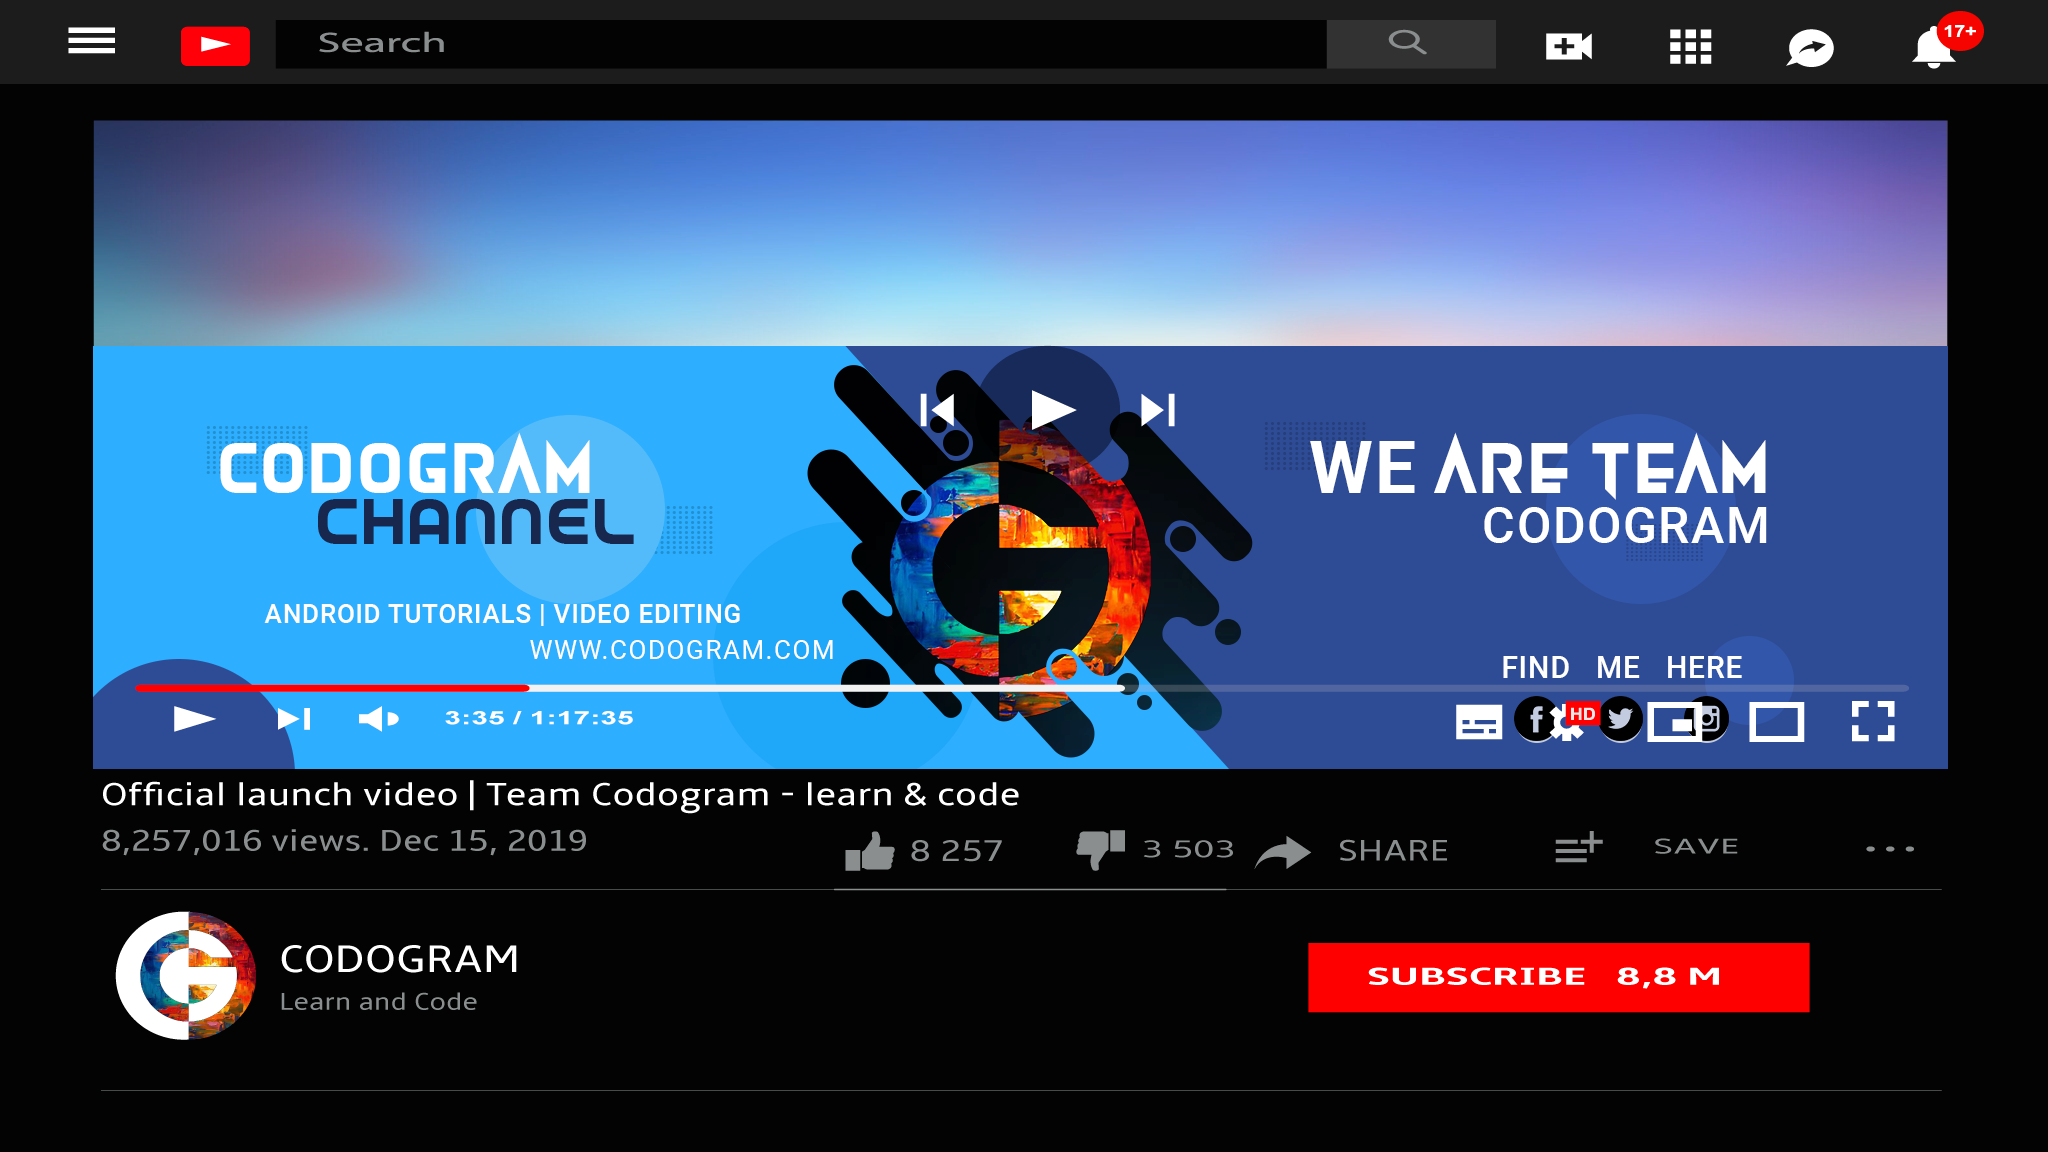 Search
17+
CODOGRAM
CHANNEL
WE ARE TEAM
CODOGRAM
ANDROID TUTORIALS | VIDEO EDITING
WWW.CODOGRAM.COM
FIND ME HERE
3:35 / 1:17:35
HD
Official launch video | Team Codogram - learn & code
8,257,016 views. Dec 15, 2019
8 257
3 503
SHARE
SAVE
CODOGRAM
Learn and Code
SUBSCRIBE 8,8 M